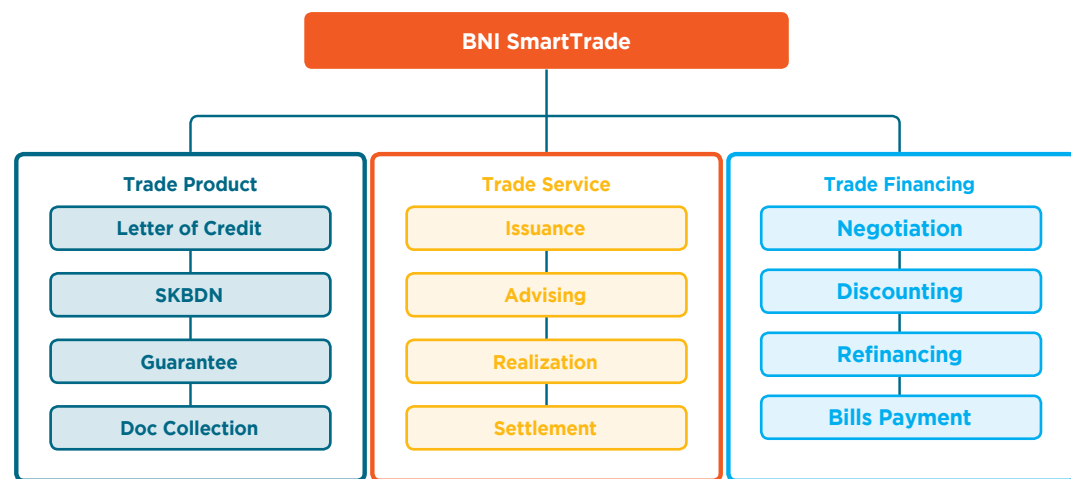 BNI SmartTrade
Trade Product
Letter of Credit
SKBDN
Guarantee
Doc Collection
Trade Service
Issuance
Advising
Realization
Settlement
Trade Financing
Negotiation
Discounting
Refinancing
Bills Payment